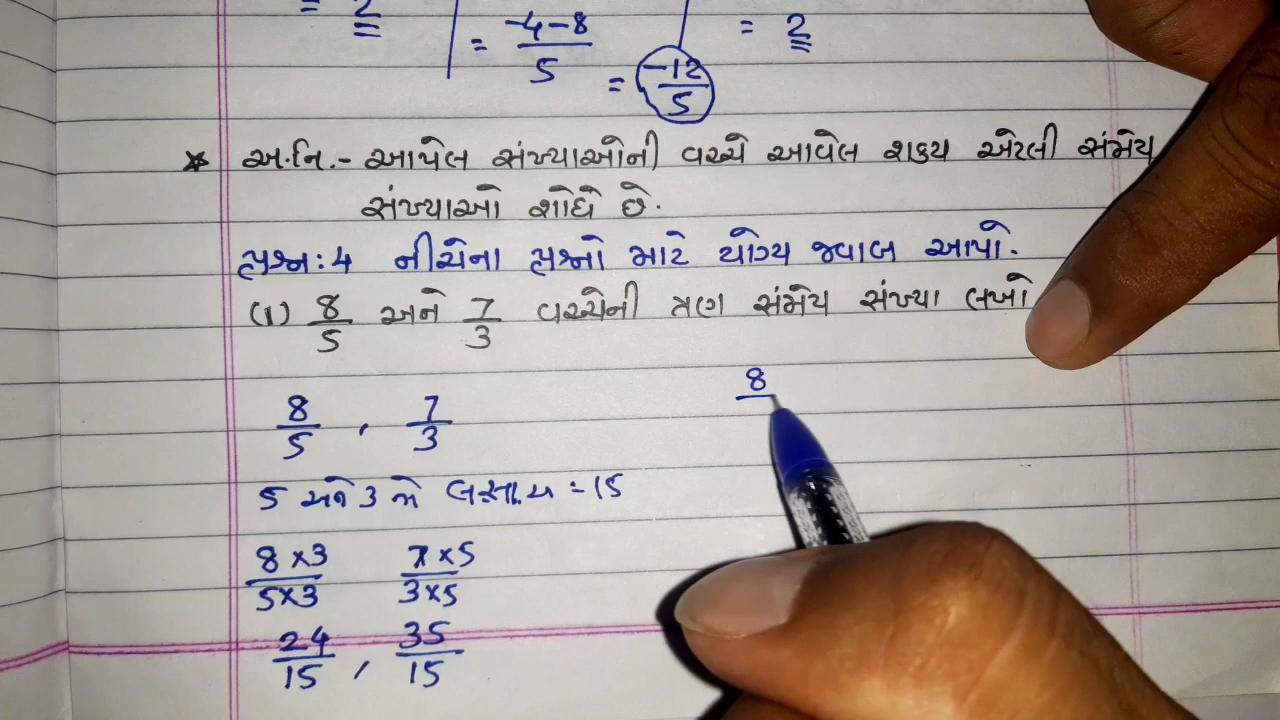 = 2
= -4-8/5
= -12/5
= 2
* અ.નિ.- આપેલ સંખ્યાઓની વચ્ચે આવેલ શક્ય એટલી સંમેય
સંખ્યાઓ શોધે છે.
પ્રશ્ન:4 નીચેના પ્રશ્નો માટે યોગ્ય જવાબ આપો.
(1) 8/5 અને 7/3 વચ્ચેની ત્રણ સંમેય સંખ્યા લખો
8/5 , 7/3
8
5 અને 3 નો લ.સા.અ = 15
8×3/5×3 7×5/3×5
24/15 , 35/15